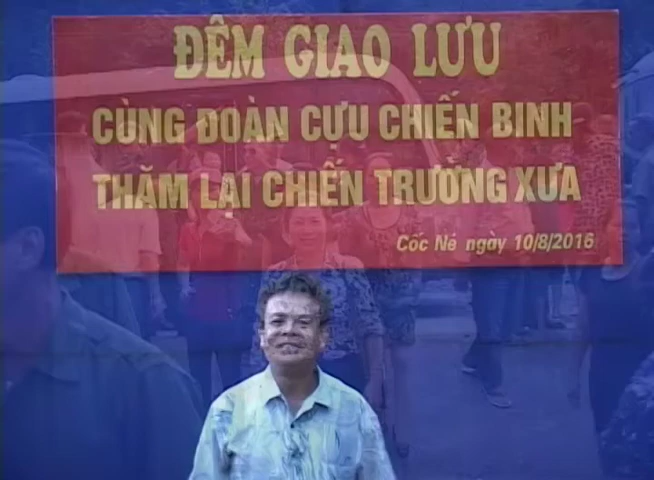 ĐÊM GIAO LƯU
CÙNG ĐOÀN CỰU CHIẾN BINH
THĂM LẠI CHIẾN TRƯỜNG XƯA
Cốc Né ngày 10/8/2016